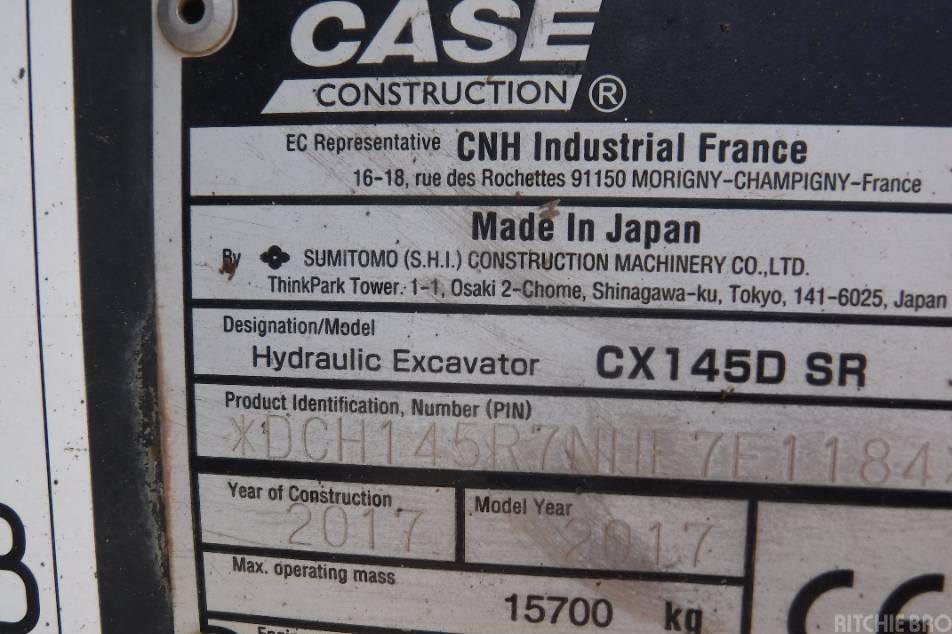 CASE
CONSTRUCTION ®
EC Representative CNH Industrial France
16-18, rue des Rochettes 91150 MORIGNY-CHAMPIGNY-France
Made In Japan
By SUMITOMO (S.H.I.) CONSTRUCTION MACHINERY CO.,LTD.
ThinkPark Tower. 1-1, Osaki 2-Chome, Shinagawa-ku, Tokyo, 141-6025, Japan
Designation/Model
Hydraulic Excavator CX145D SR
Product Identification, Number (PIN)
*DCH145R7NHE7E1184
Year of Construction 2017
Model Year 2017
Max. operating mass
15700 kg
CE
RITCHIE BRO